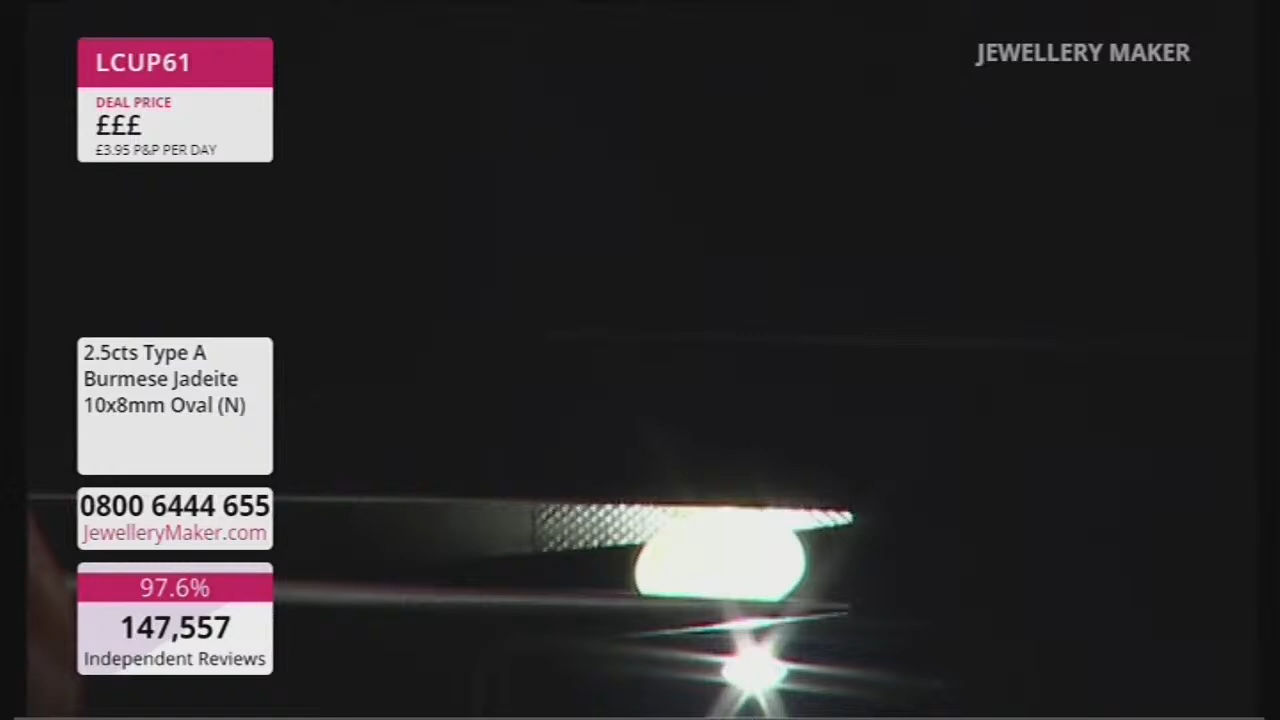 LCUP61
DEAL PRICE
£££
£3.95 P&P PER DAY
JEWELLERY MAKER
2.5cts Type A
Burmese Jadeite
10x8mm Oval (N)
0800 6444 655
JewelleryMaker.com
97.6%
147,557
Independent Reviews